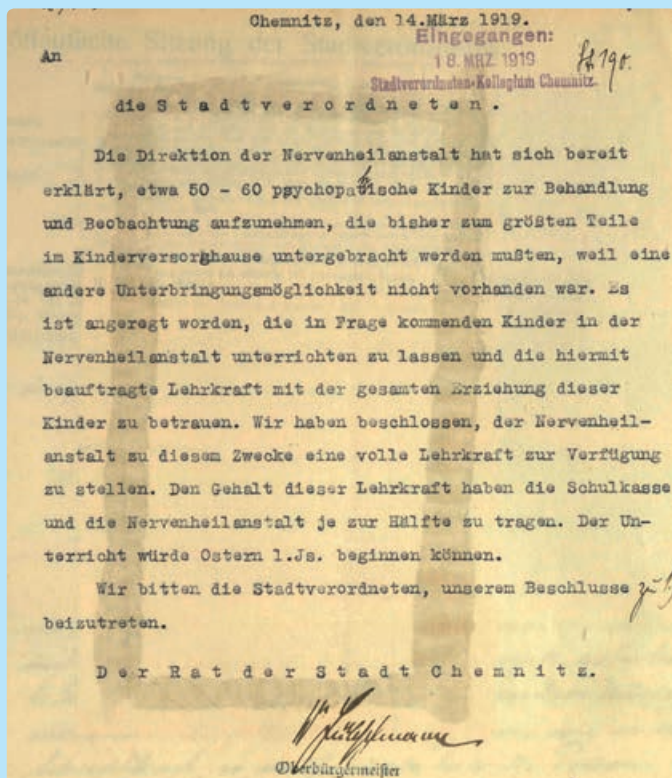 Chemnitz, den 14.März 1919.
Eingegangen:
18. MRZ. 1919
Stadtverordneten-Kollegium Chemnitz.
An
die Stadtverordneten.
Die Direktion der Nervenheilanstalt hat sich bereit
erklärt, etwa 50 - 60 psychopathische Kinder zur Behandlung
und Beobachtung aufzunehmen, die bisher zum größten Teile
im Kinderversorghause untergebracht werden mußten, weil eine
andere Unterbringungsmöglichkeit nicht vorhanden war. Es
ist angeregt worden, die in Frage kommenden Kinder in der
Nervenheilanstalt unterrichten zu lassen und die hiermit
beauftragte Lehrkraft mit der gesamten Erziehung dieser
Kinder zu betrauen. Wir haben beschlossen, der Nervenheil-
anstalt zu diesem Zwecke eine volle Lehrkraft zur Verfügung
zu stellen. Den Gehalt dieser Lehrkraft haben die Schulkasse
und die Nervenheilanstalt je zur Hälfte zu tragen. Der Un-
terricht würde Ostern l.Js. beginnen können.
Wir bitten die Stadtverordneten, unserem Beschlusse
beizutreten.
Der Rat der Stadt Chemnitz.
Oberbürgermeister